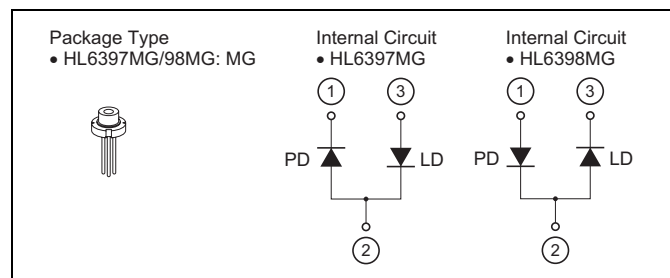 Package Type
• HL6397MG/98MG: MG
Internal Circuit
• HL6397MG
1 3
PD LD
2
Internal Circuit
• HL6398MG
1 3
PD LD
2